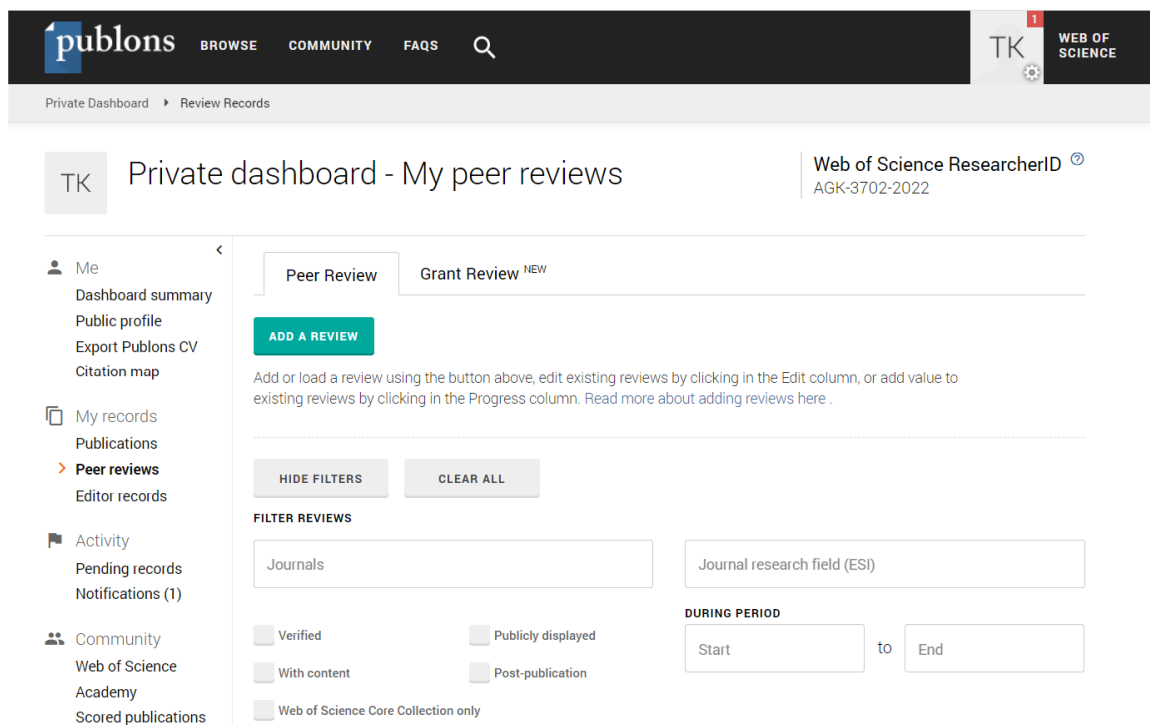 publons BROWSE COMMUNITY FAQS
TK 1 WEB OF SCIENCE
Private Dashboard Review Records
TK
Private dashboard - My peer reviews
Web of Science ResearcherID ?
AGK-3702-2022
Me
Dashboard summary
Public profile
Export Publons CV
Citation map
My records
Publications
Peer reviews
Editor records
Activity
Pending records
Notifications (1)
Community
Web of Science
Academy
Scored publications
Peer Review Grant Review NEW
ADD A REVIEW
Add or load a review using the button above, edit existing reviews by clicking in the Edit column, or add value to
existing reviews by clicking in the Progress column. Read more about adding reviews here .
HIDE FILTERS CLEAR ALL
FILTER REVIEWS
Journals
Journal research field (ESI)
Verified Publicly displayed
With content Post-publication
Web of Science Core Collection only
DURING PERIOD
Start to End